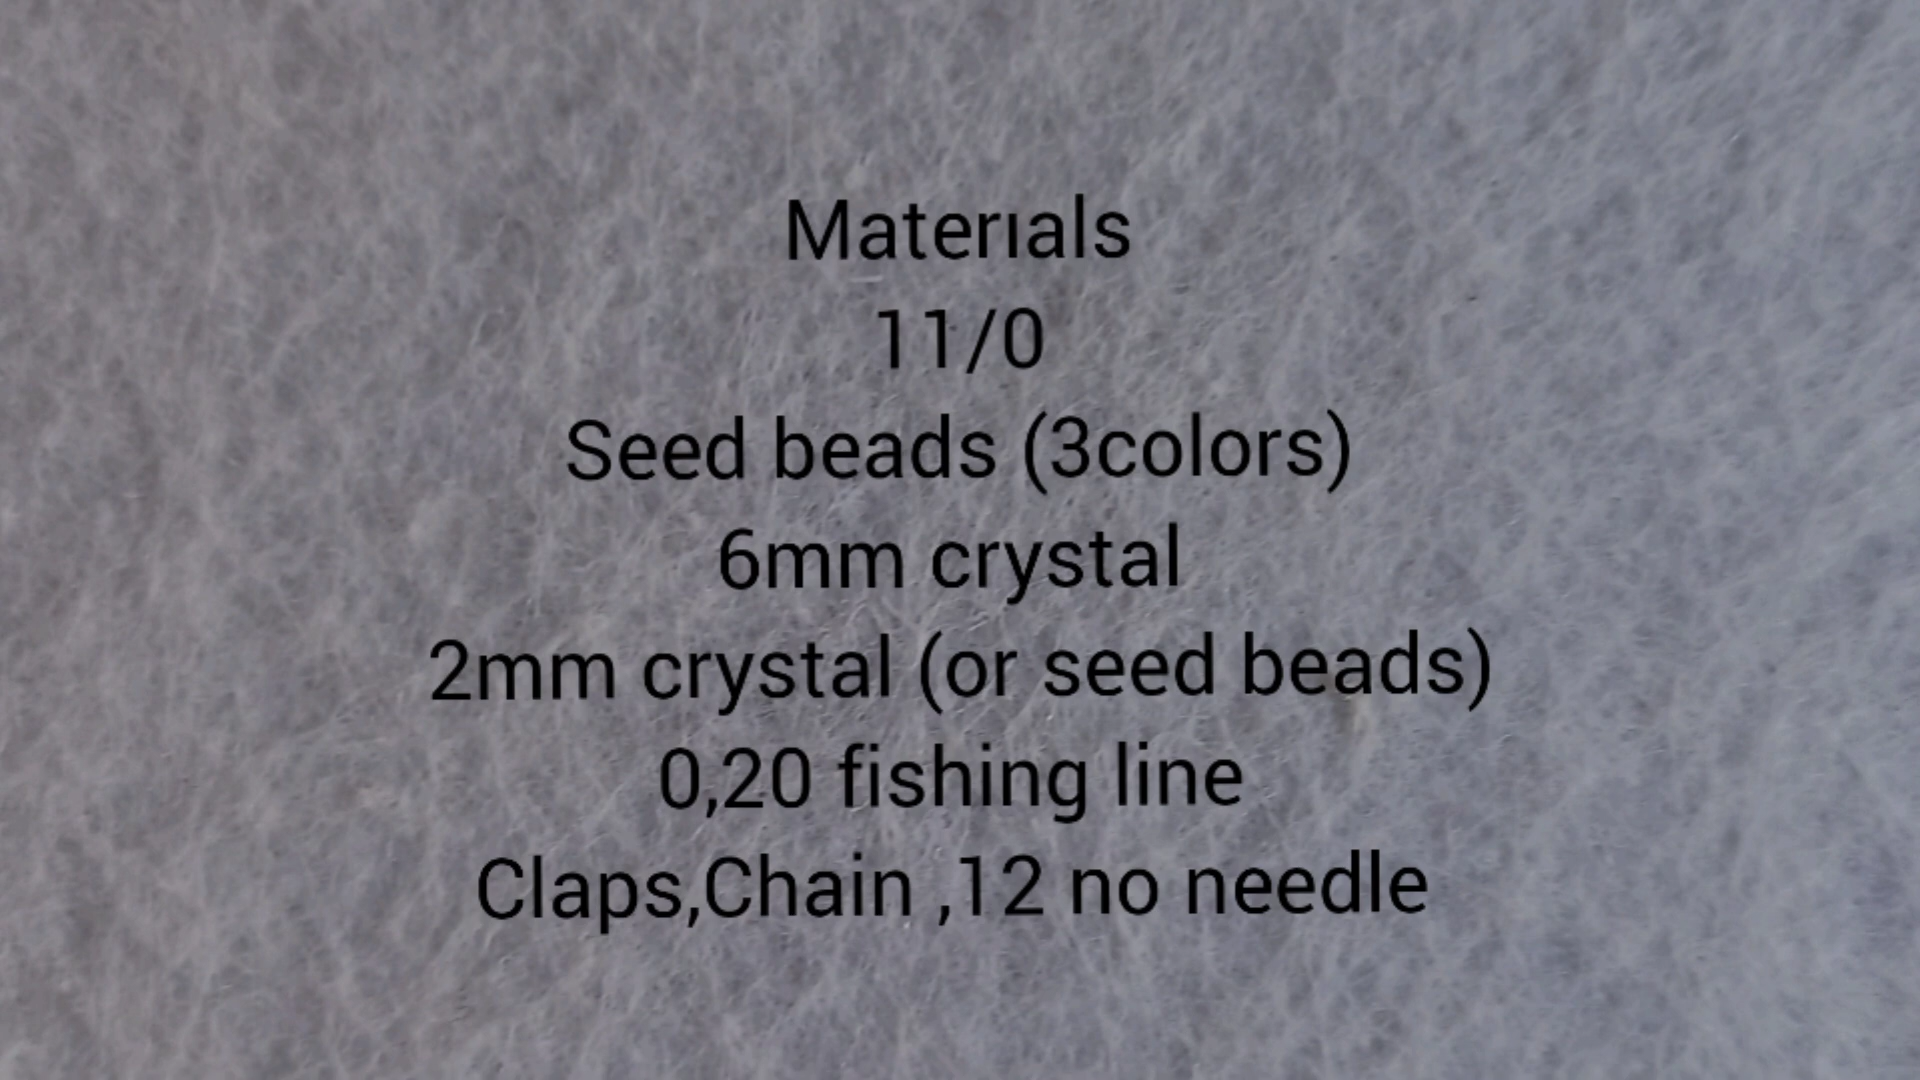 Materıals
11/0
Seed beads (3colors)
6mm crystal
2mm crystal (or seed beads)
0,20 fishing line
Claps,Chain ,12 no needle